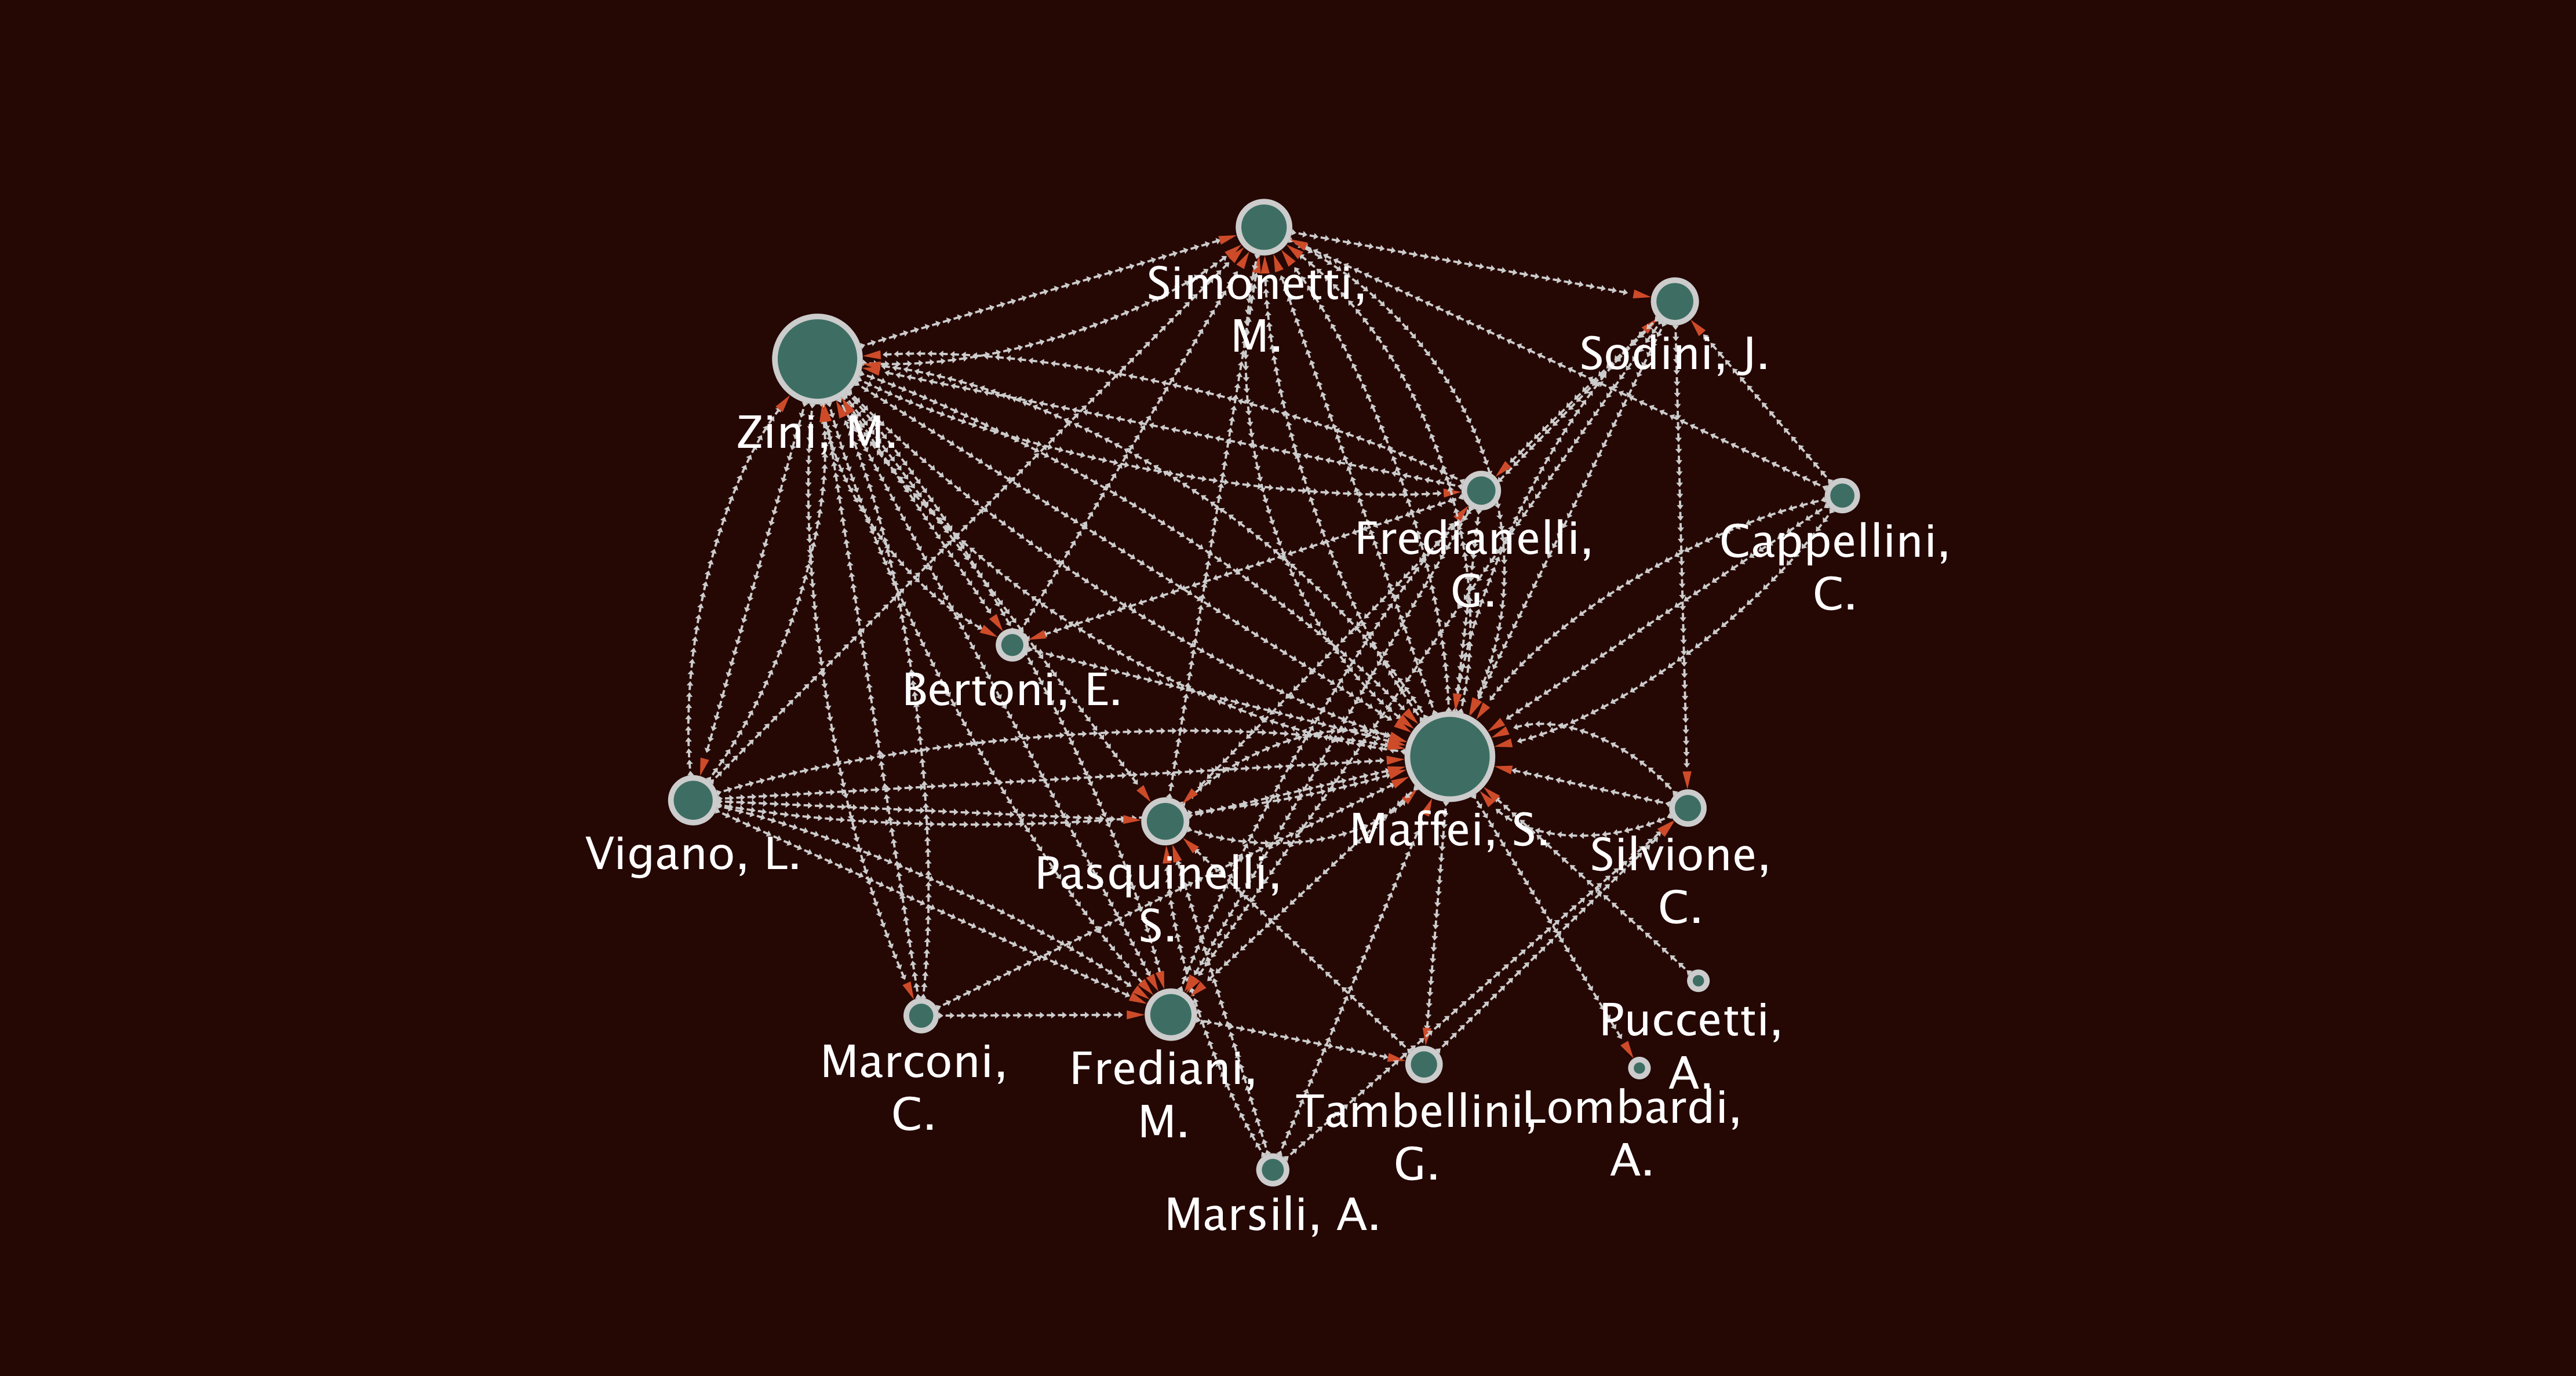 Simonetti,
M.
Sodini, J.
Zini, M.
Fredianelli,
G.
Cappellini,
C.
Bertoni, E.
Maffei, S.
Vigano, L.
Silvione,
C.
Pasquinelli,
S.
Puccetti,
A.
Marconi,
C.
Frediani,
M.
Tambellini,
G.
Lombardi,
A.
Marsili, A.